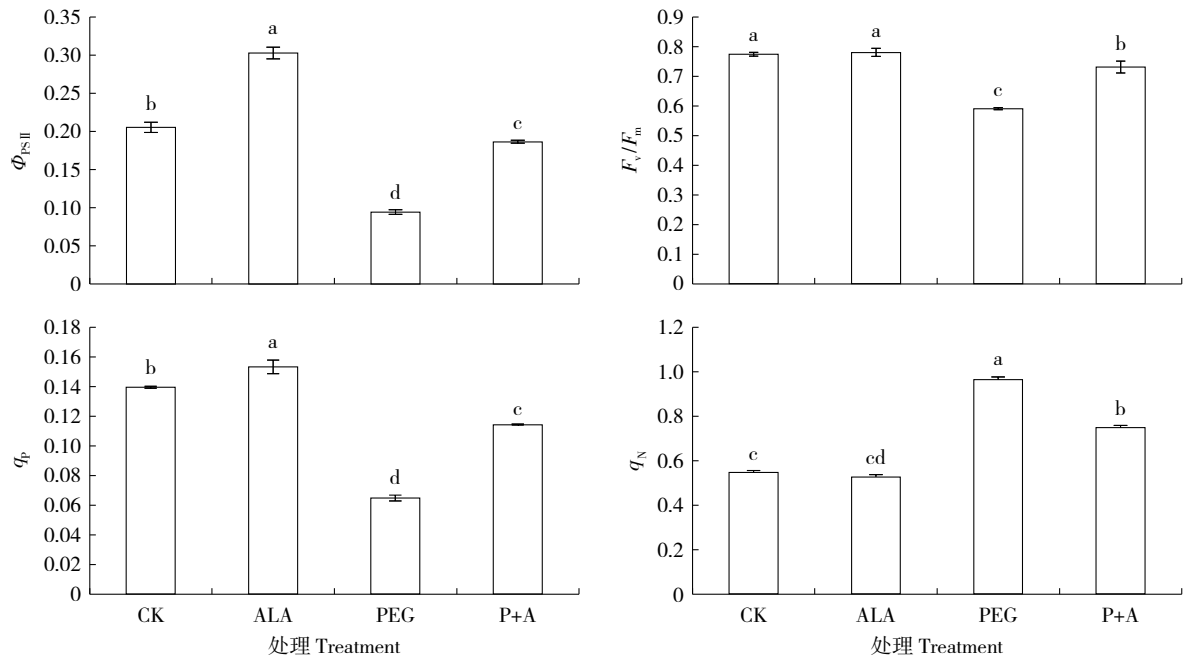 0.35
0.30
0.25
0.20
0.15
0.10
0.05
0
Φ_PSⅡ
b
a
d
c
0.9
0.8
0.7
0.6
0.5
0.4
0.3
0.2
0.1
0
F_v/F_m
a
a
c
b
0.18
0.16
0.14
0.12
0.10
0.08
0.06
0.04
0.02
0
q_P
b
a
d
c
CK ALA PEG P+A
处理 Treatment
1.2
1.0
0.8
0.6
0.4
0.2
0
q_N
c
cd
a
b
CK ALA PEG P+A
处理 Treatment